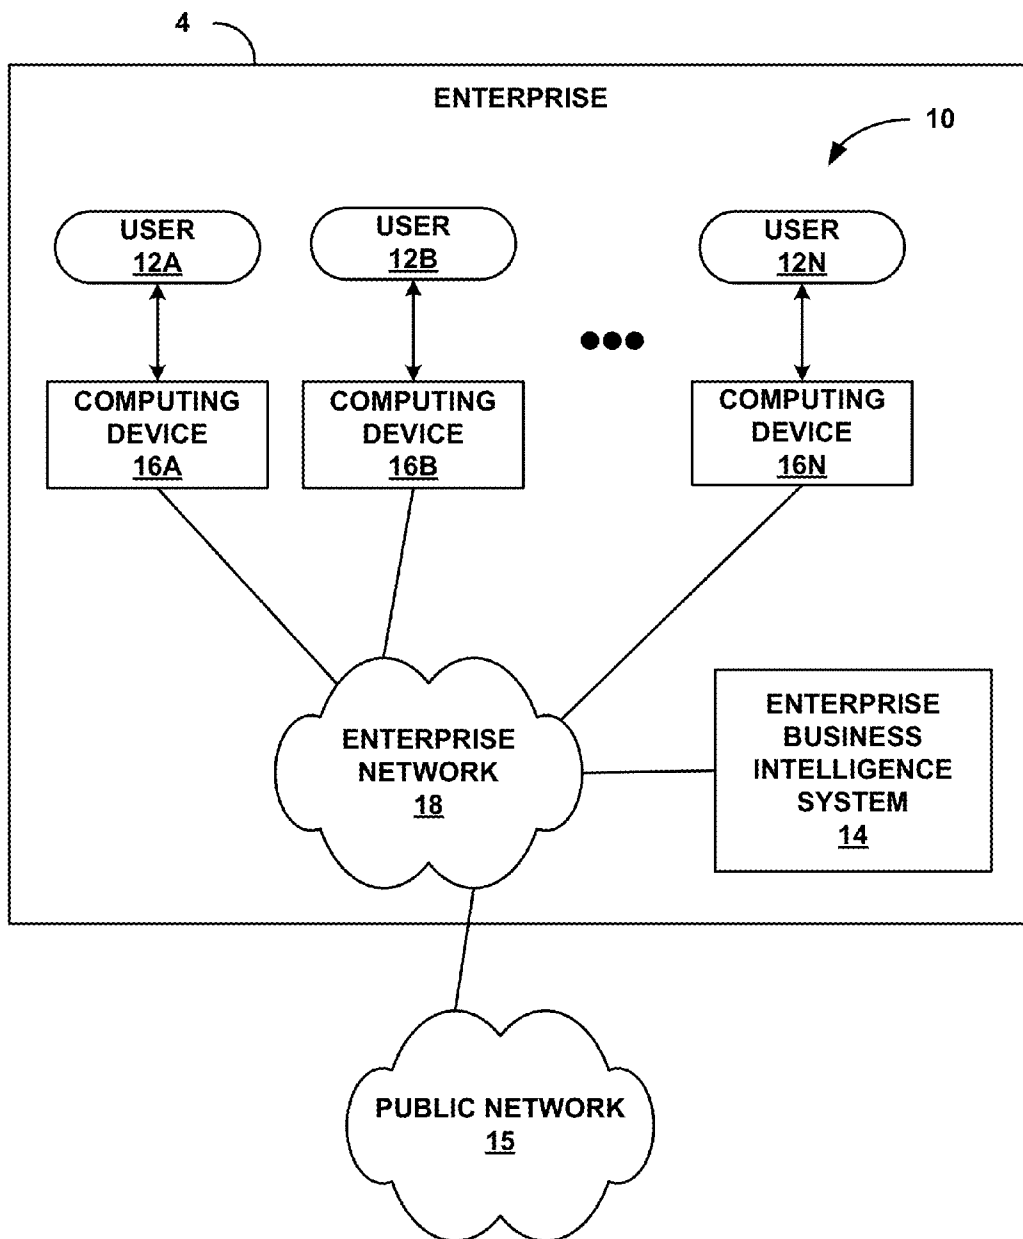 4
ENTERPRISE
10
USER
12A
USER
12B
USER
12N
COMPUTING
DEVICE
16A
COMPUTING
DEVICE
16B
COMPUTING
DEVICE
16N
ENTERPRISE
NETWORK
18
ENTERPRISE
BUSINESS
INTELLIGENCE
SYSTEM
14
PUBLIC NETWORK
15